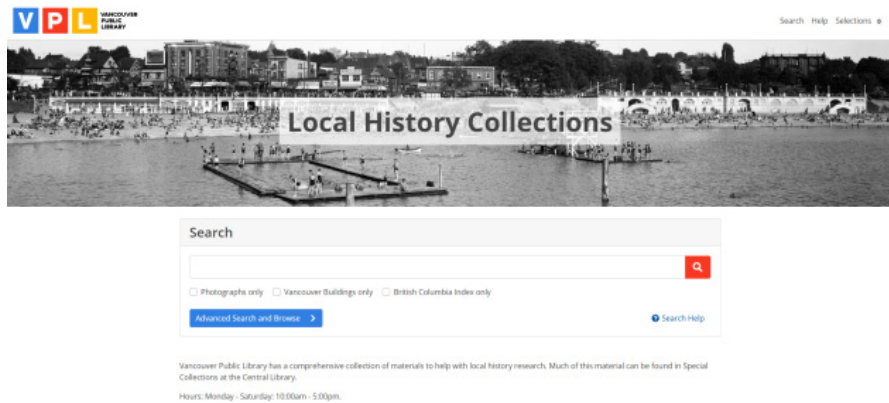 VPL VANCOUVER
PUBLIC
LIBRARY
Search Help Selections 0
Local History Collections
Search
Photographs only Vancouver Buildings only British Columbia Index only
Advanced Search and Browse
Search Help
Vancouver Public Library has a comprehensive collection of materials to help with local history research. Much of this material can be found in Special
Collections at the Central Library.
Hours: Monday - Saturday: 10:00am - 5:00pm.